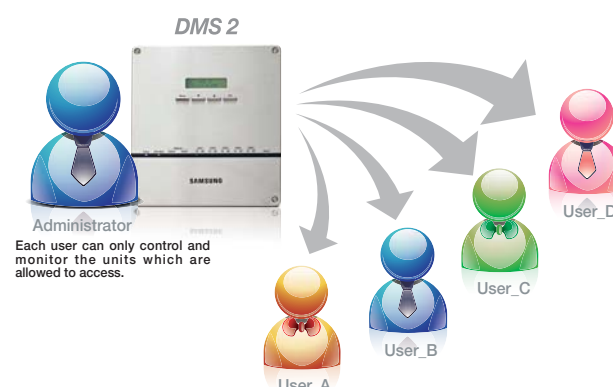 DMS 2
SAMSUNG
Administrator
Each user can only control and
monitor the units which are
allowed to access.
User_D
User_C
User_B
User_A